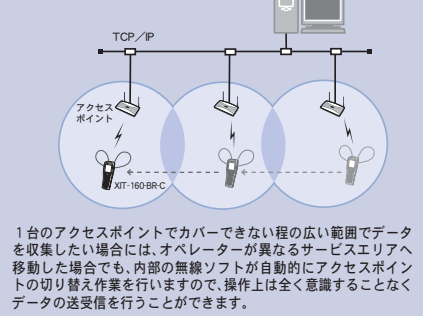 TCP／IP
アクセス
ポイント
XIT-160-BR-C
１台のアクセスポイントでカバーできない程の広い範囲でデータ
を収集したい場合には、オペレーターが異なるサービスエリアへ
移動した場合でも、内部の無線ソフトが自動的にアクセスポイン
トの切り替え作業を行いますので、操作上は全く意識することなく
データの送受信を行うことができます。